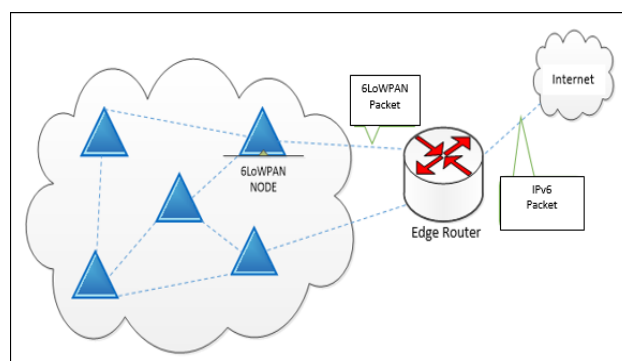 6LoWPAN
Packet
Internet
6LoWPAN
NODE
Edge Router
IPv6
Packet